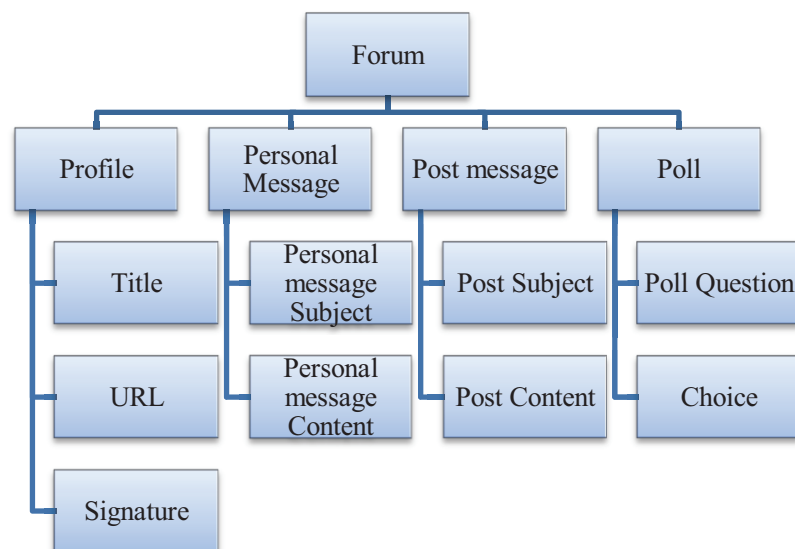 Forum
Profile
Personal
Message
Post message
Poll
Title
Personal
message
Subject
Post Subject
Poll Question
URL
Personal
message
Content
Post Content
Choice
Signature